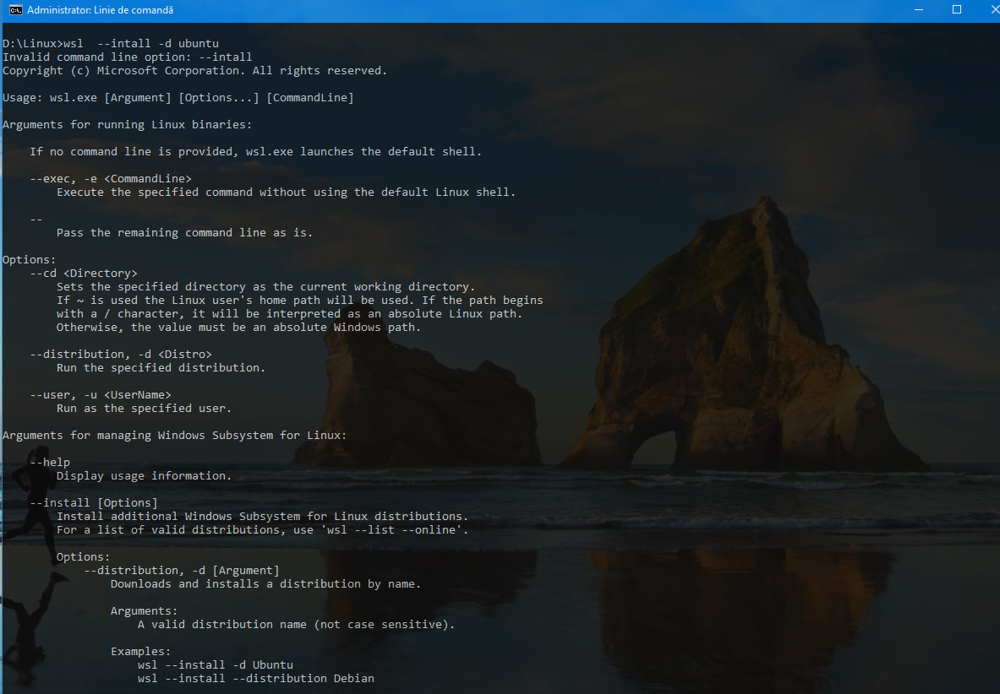 Administrator: Linie de comandă
D:\Linux>wsl  --intall -d ubuntu
Invalid command line option: --intall
Copyright (c) Microsoft Corporation. All rights reserved.
Usage: wsl.exe [Argument] [Options...] [CommandLine]
Arguments for running Linux binaries:
If no command line is provided, wsl.exe launches the default shell.
--exec, -e <CommandLine>
Execute the specified command without using the default Linux shell.
--
Pass the remaining command line as is.
Options:
--cd <Directory>
Sets the specified directory as the current working directory.
If ~ is used the Linux user's home path will be used. If the path begins
with a / character, it will be interpreted as an absolute Linux path.
Otherwise, the value must be an absolute Windows path.
--distribution, -d <Distro>
Run the specified distribution.
--user, -u <UserName>
Run as the specified user.
Arguments for managing Windows Subsystem for Linux:
--help
Display usage information.
--install [Options]
Install additional Windows Subsystem for Linux distributions.
For a list of valid distributions, use 'wsl --list --online'.
Options:
--distribution, -d [Argument]
Downloads and installs a distribution by name.
Arguments:
A valid distribution name (not case sensitive).
Examples:
wsl --install -d Ubuntu
wsl --install --distribution Debian